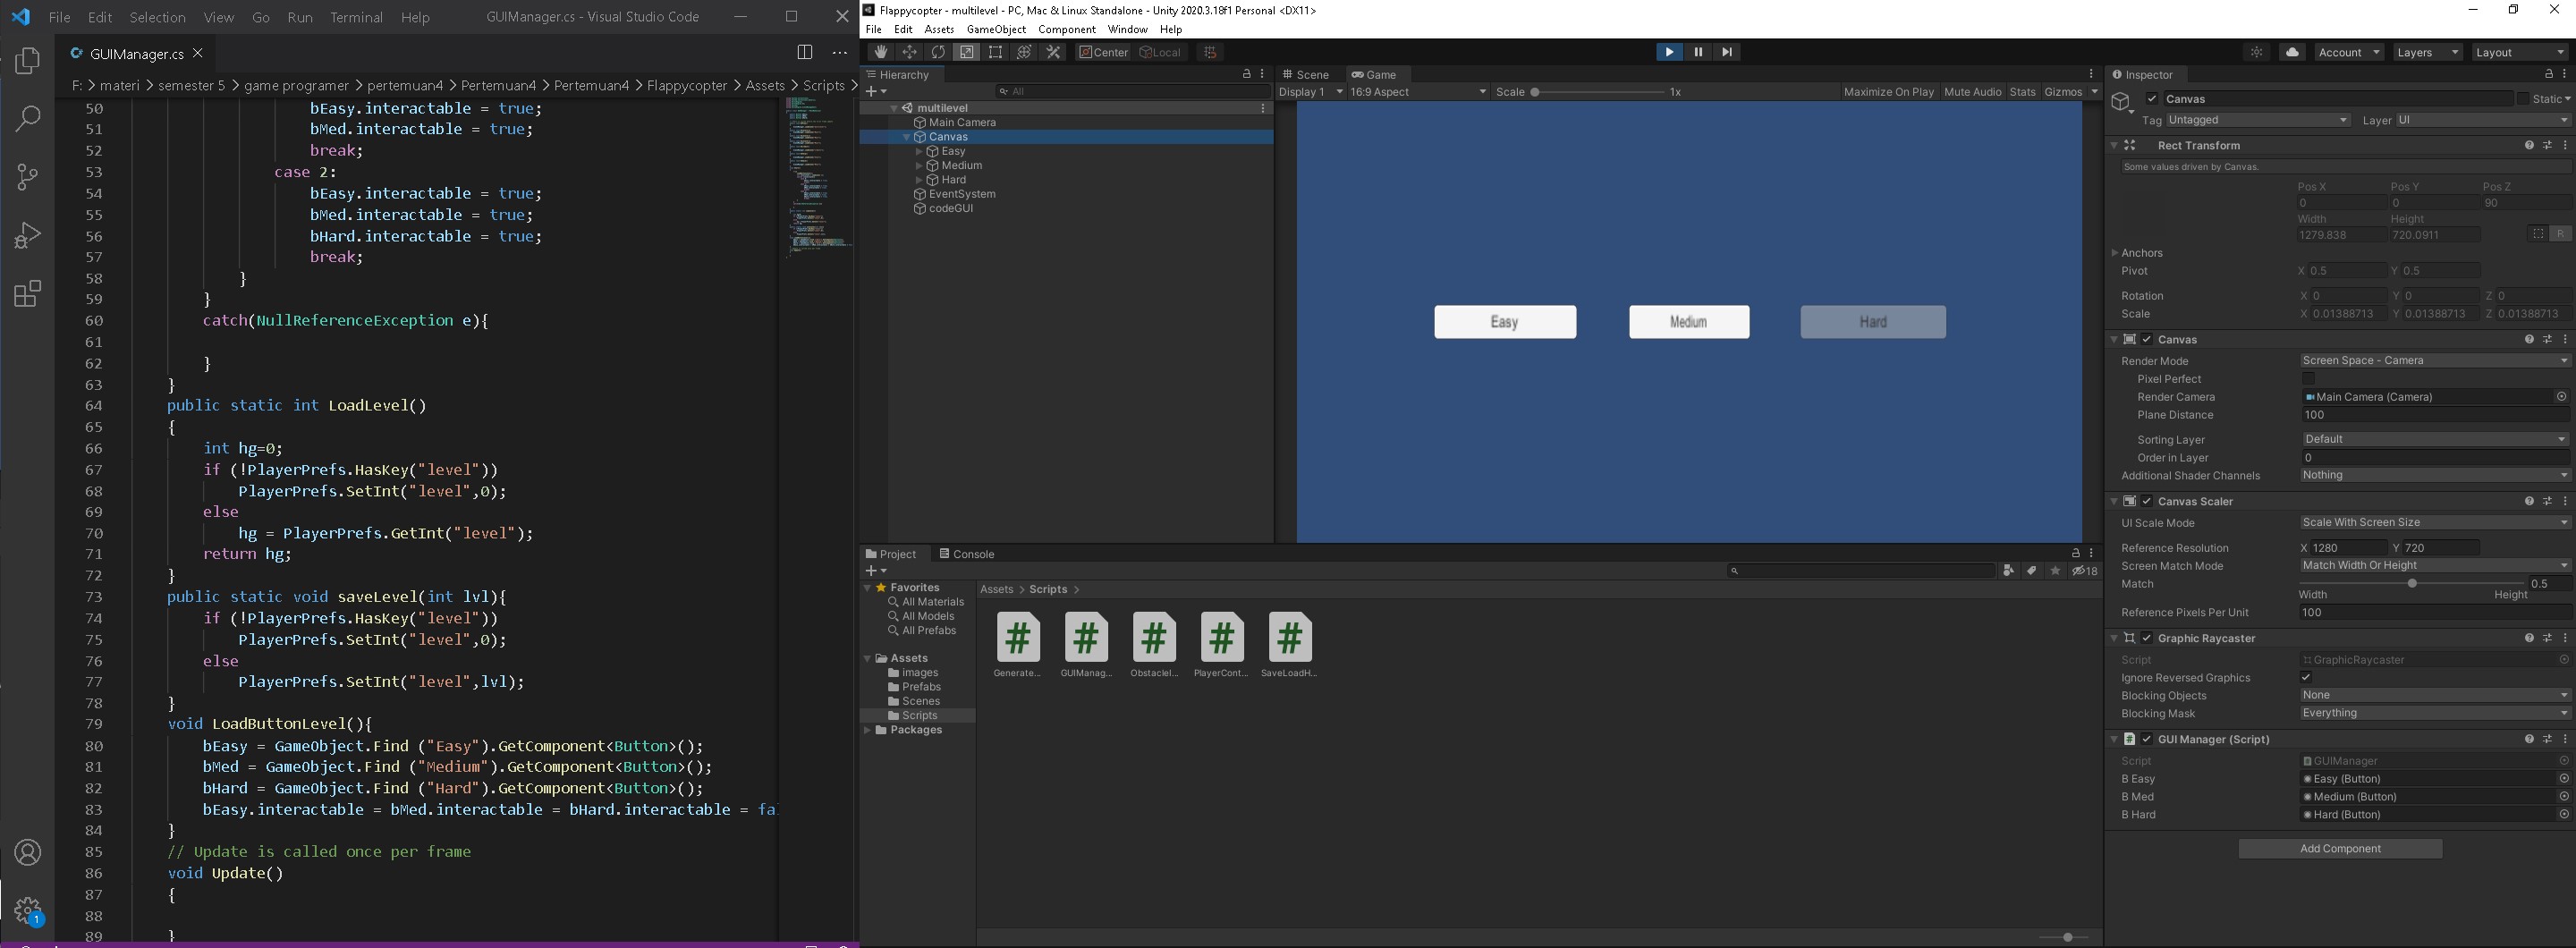 File Edit Selection View Go Run Terminal Help GUIManager.cs - Visual Studio Code
GUIManager.cs
F: > materi > semester 5 > game programer > pertemuan4 > Pertemuan4 > Pertemuan4 > Flappycopter > Assets > Scripts >
50 bEasy.interactable = true;
51 bMed.interactable = true;
52 break;
53 case 2:
54 bEasy.interactable = true;
55 bMed.interactable = true;
56 bHard.interactable = true;
57 break;
58 }
59 }
60 catch(NullReferenceException e){
61
62 }
63 }
64 public static int LoadLevel()
65 {
66 int hg=0;
67 if (!PlayerPrefs.HasKey("level"))
68 PlayerPrefs.SetInt("level",0);
69 else
70 hg = PlayerPrefs.GetInt("level");
71 return hg;
72 }
73 public static void saveLevel(int lvl){
74 if (!PlayerPrefs.HasKey("level"))
75 PlayerPrefs.SetInt("level",0);
76 else
77 PlayerPrefs.SetInt("level",lvl);
78 }
79 void LoadButtonLevel(){
80 bEasy = GameObject.Find ("Easy").GetComponent<Button>();
81 bMed = GameObject.Find ("Medium").GetComponent<Button>();
82 bHard = GameObject.Find ("Hard").GetComponent<Button>();
83 bEasy.interactable = bMed.interactable = bHard.interactable = fal
84 }
85 // Update is called once per frame
86 void Update()
87 {
88
89 }
1
Flappycopter - multilevel - PC, Mac & Linux Standalone - Unity 2020.3.18f1 Personal <DX11>
File Edit Assets GameObject Component Window Help
Center Local
Account Layers Layout
Hierarchy
All
multilevel
Main Camera
Canvas
Easy
Medium
Hard
EventSystem
codeGUI
Scene Game
Display 1 16:9 Aspect Scale 1x Maximize On Play Mute Audio Stats Gizmos
Easy Medium Hard
Project Console
18
Favorites
All Materials
All Models
All Prefabs
Assets
images
Prefabs
Scenes
Scripts
Packages
Assets > Scripts >
Generate... GUIManag... ObstacleI... PlayerCont... SaveLoadH...
Inspector
Canvas Static
Tag Untagged Layer UI
Rect Transform
Some values driven by Canvas.
Pos X Pos Y Pos Z
0 0 90
Width Height
1279.838 720.0911 R
Anchors
Pivot X 0.5 Y 0.5
Rotation X 0 Y 0 Z 0
Scale X 0.01388713 Y 0.01388713 Z 0.01388713
Canvas
Render Mode Screen Space - Camera
Pixel Perfect
Render Camera Main Camera (Camera)
Plane Distance 100
Sorting Layer Default
Order in Layer 0
Additional Shader Channels Nothing
Canvas Scaler
UI Scale Mode Scale With Screen Size
Reference Resolution X 1280 Y 720
Screen Match Mode Match Width Or Height
Match 0.5
Width Height
Reference Pixels Per Unit 100
Graphic Raycaster
Script GraphicRaycaster
Ignore Reversed Graphics
Blocking Objects None
Blocking Mask Everything
GUI Manager (Script)
Script GUIManager
B Easy Easy (Button)
B Med Medium (Button)
B Hard Hard (Button)
Add Component